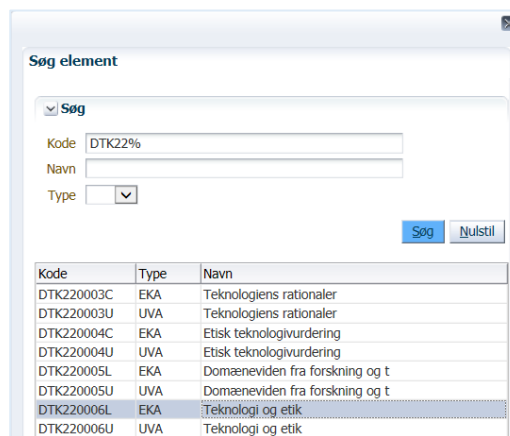 Søg element
Søg
Kode DTK22%
Navn
Type
Søg Nulstil
Kode Type Navn
DTK220003C EKA Teknologiens rationaler
DTK220003U UVA Teknologiens rationaler
DTK220004C EKA Etisk teknologivurdering
DTK220004U UVA Etisk teknologivurdering
DTK220005L EKA Domæneviden fra forskning og t
DTK220005U UVA Domæneviden fra forskning og t
DTK220006L EKA Teknologi og etik
DTK220006U UVA Teknologi og etik